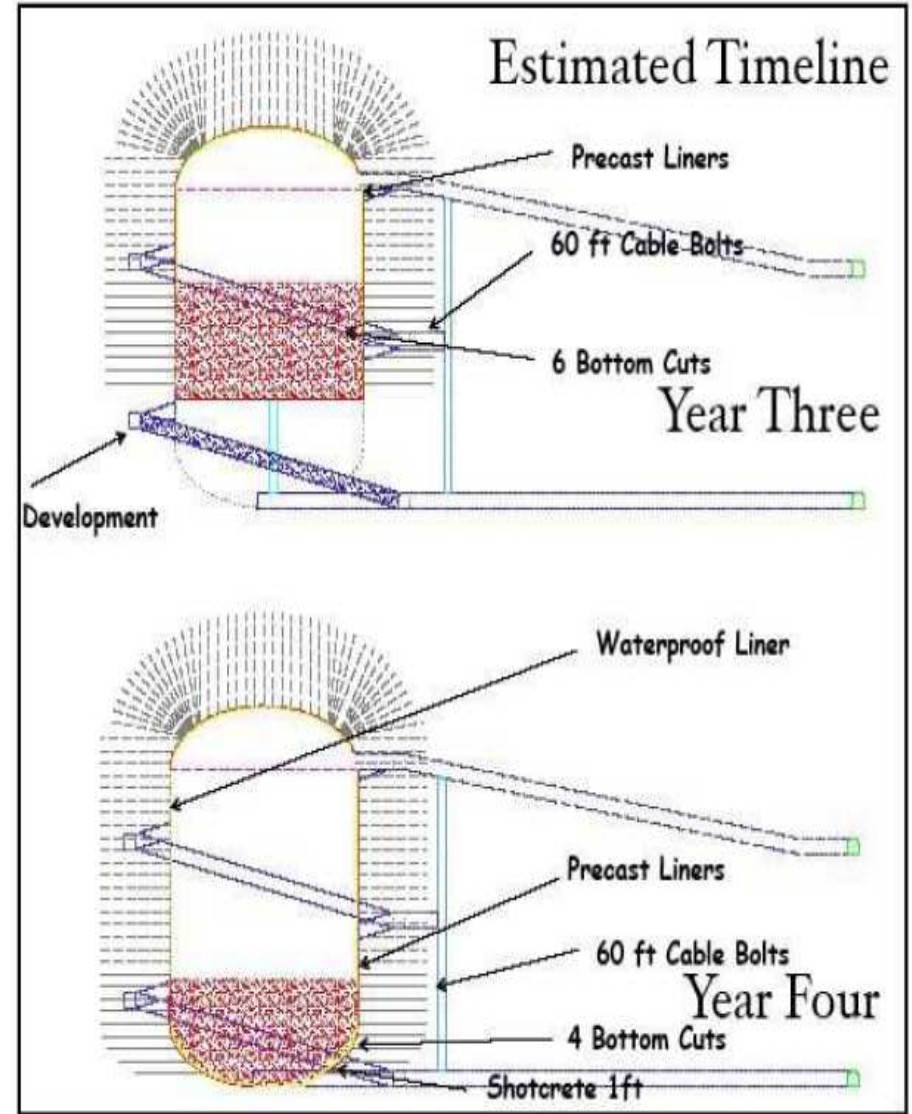 Estimated Timeline
Precast Liners
60 ft Cable Bolts
6 Bottom Cuts
Year Three
Development
Waterproof Liner
Precast Liners
60 ft Cable Bolts
Year Four
4 Bottom Cuts
Shotcrete 1ft